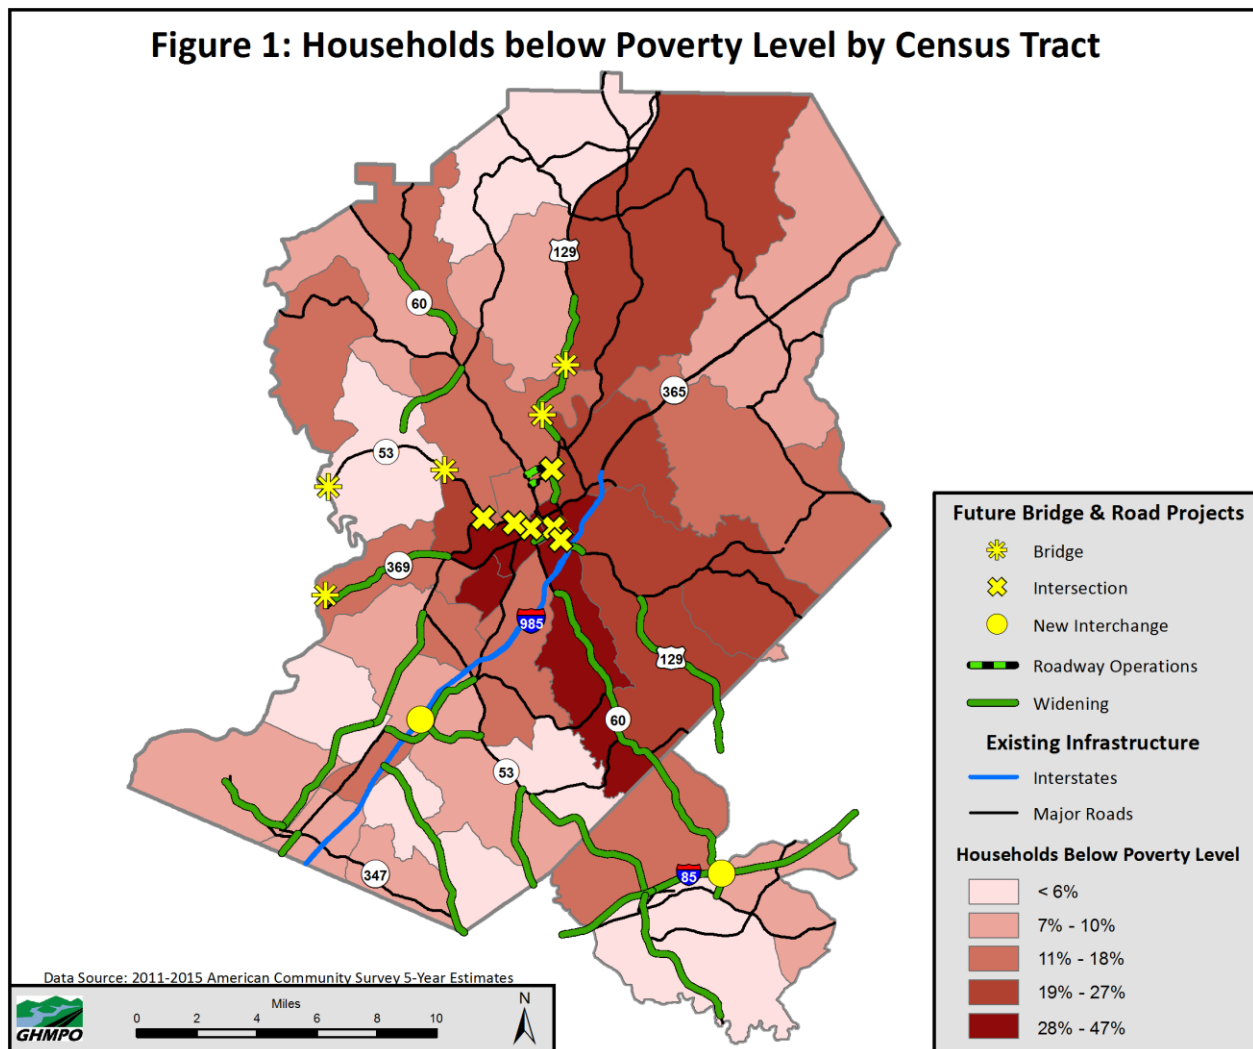 Figure 1: Households below Poverty Level by Census Tract
129
60
365
53
369
985
129
60
53
347
85
Future Bridge & Road Projects
Bridge
Intersection
New Interchange
Roadway Operations
Widening
Existing Infrastructure
Interstates
Major Roads
Households Below Poverty Level
< 6%
7% - 10%
11% - 18%
19% - 27%
28% - 47%
Data Source: 2011-2015 American Community Survey 5-Year Estimates
GHMPO
Miles
0 2 4 6 8 10
N